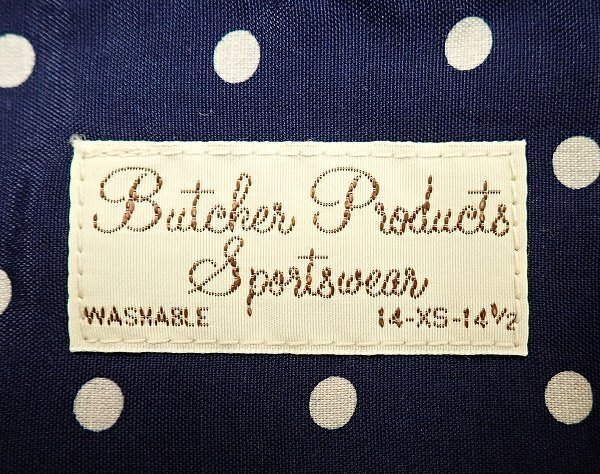 Butcher Products
Sportswear
WASHABLE 14-XS-14½